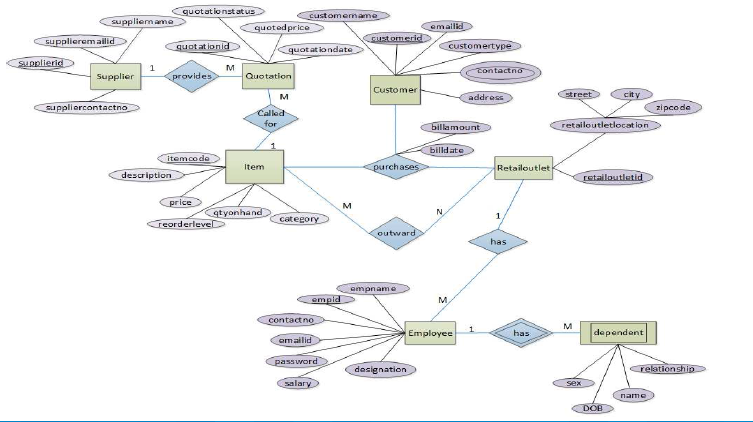 quotationstatus
customername
suppliername
quotedprice
emailid
supplieremailid
customerid
quotationid
quotationdate
customertype
supplierid
Supplier
1
provides
M
Quotation
contactno
Customer
street
city
address
zipcode
suppliercontactno
M
Called
for
billamount
retailoutletlocation
1
billdate
itemcode
Item
purchases
Retailoutlet
description
retailoutletid
price
M
N
1
qtyonhand
category
reorderlevel
outward
has
empname
empid
M
contactno
Employee
1
has
M
dependent
emailid
password
designation
relationship
salary
sex
name
DOB